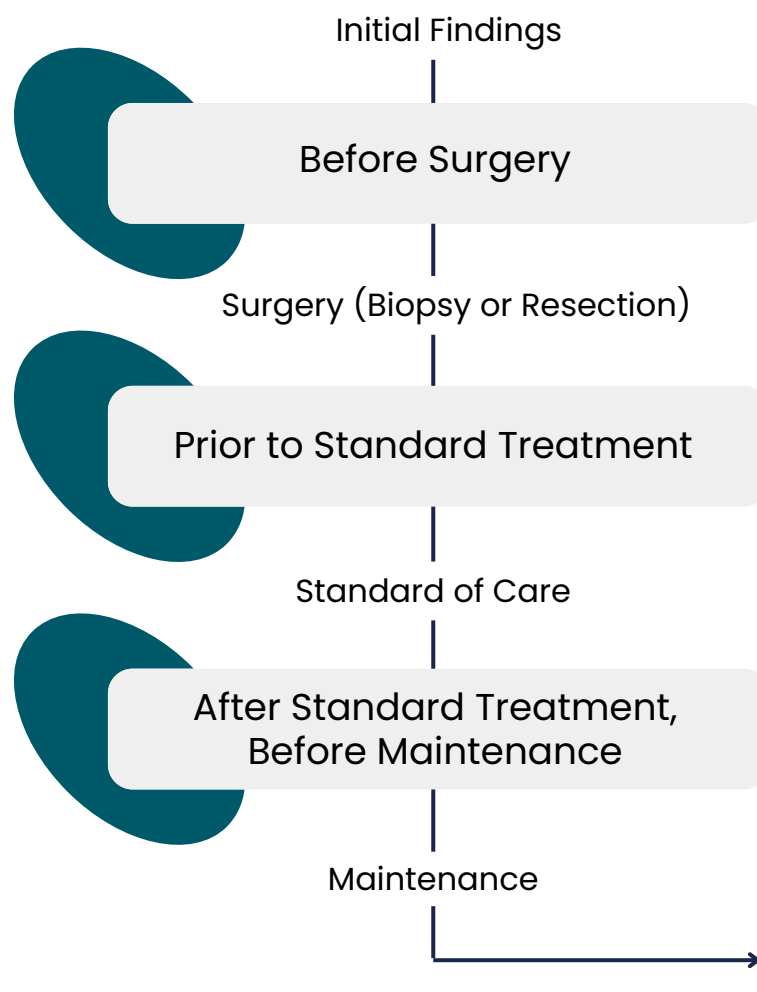 Initial Findings
Before Surgery
Surgery (Biopsy or Resection)
Prior to Standard Treatment
Standard of Care
After Standard Treatment,
Before Maintenance
Maintenance